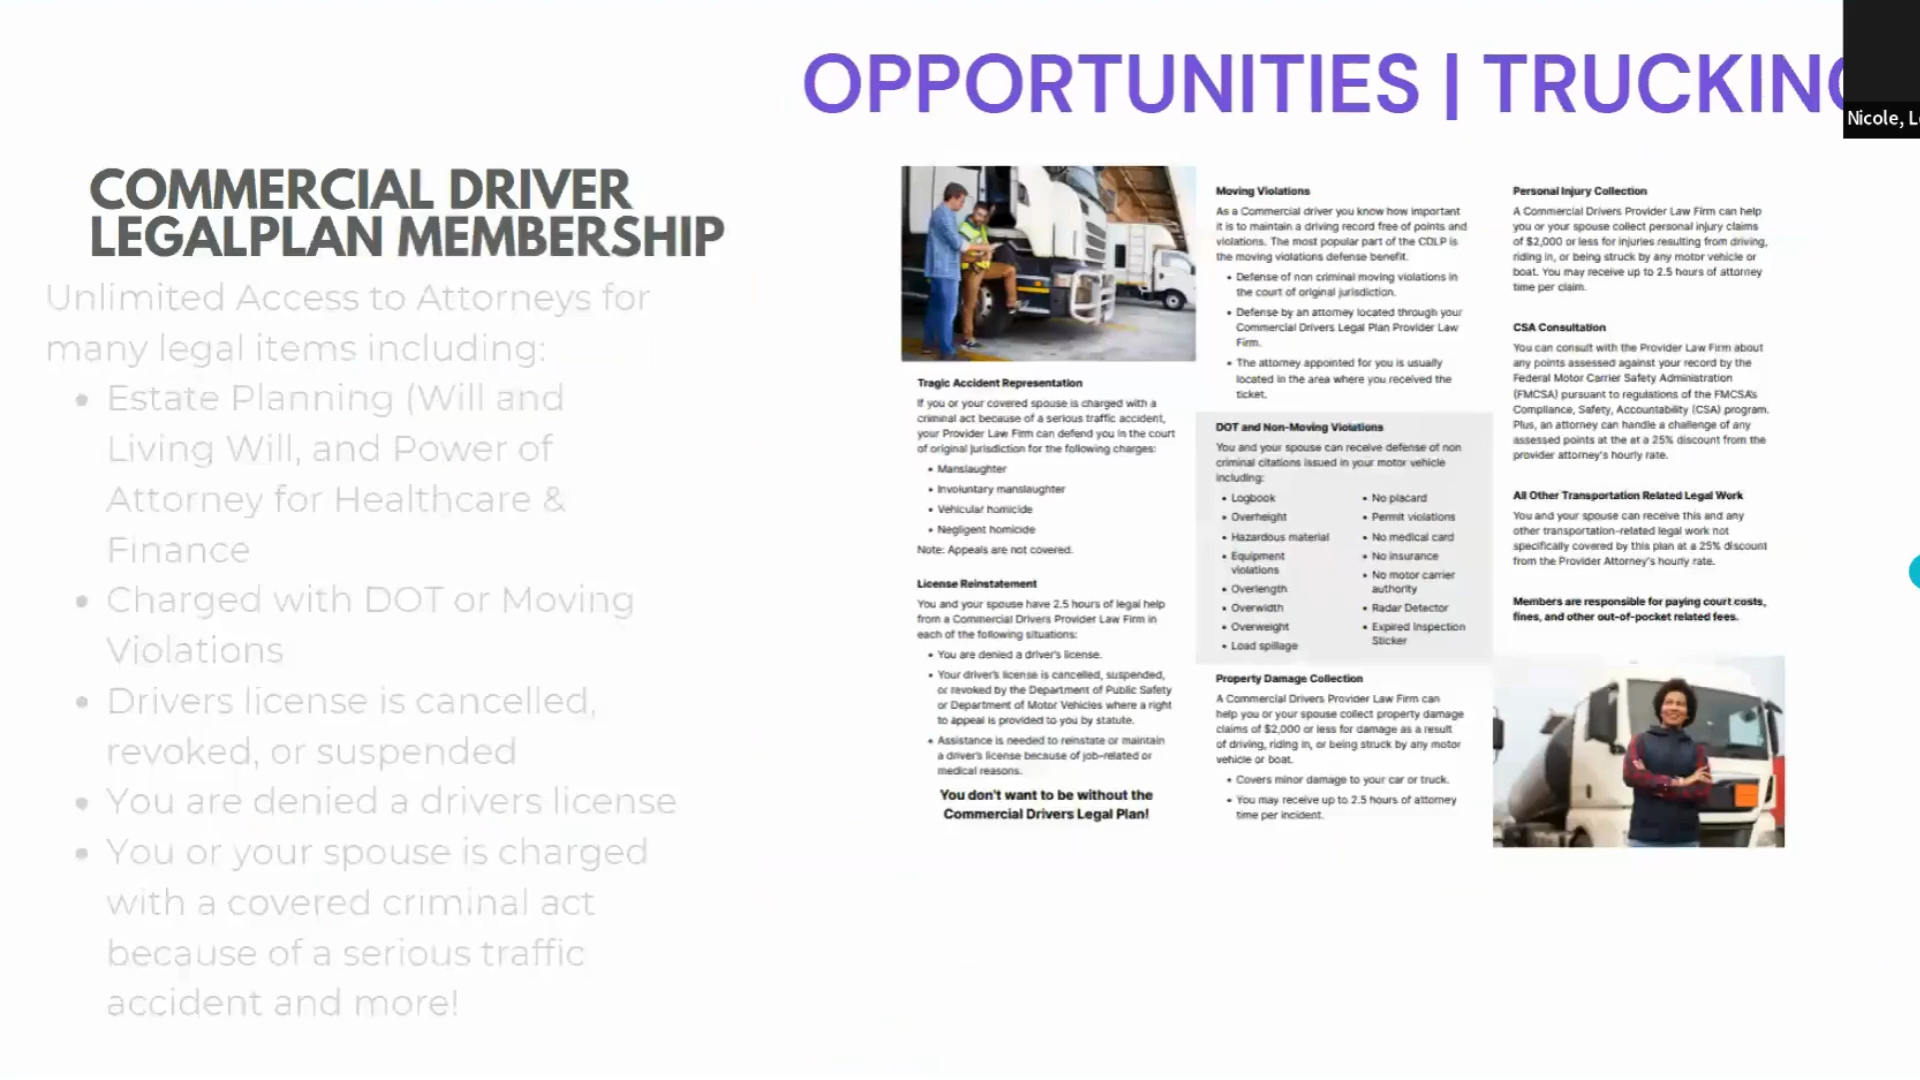 OPPORTUNITIES | TRUCKING
Nicole, L
COMMERCIAL DRIVER
LEGALPLAN MEMBERSHIP
Unlimited Access to Attorneys for
many legal items including:
• Estate Planning (Will and
Living Will, and Power of
Attorney for Healthcare &
Finance
• Charged with DOT or Moving
Violations
• Drivers license is cancelled,
revoked, or suspended
• You are denied a drivers license
• You or your spouse is charged
with a covered criminal act
because of a serious traffic
accident and more!
Tragic Accident Representation
If you or your covered spouse is charged with a
criminal act because of a serious traffic accident,
your Provider Law Firm can defend you in the court
of original jurisdiction for the following charges:
• Manslaughter
• Involuntary manslaughter
• Vehicular homicide
• Negligent homicide
Note: Appeals are not covered.
License Reinstatement
You and your spouse have 2.5 hours of legal help
from a Commercial Drivers Provider Law Firm in
each of the following situations:
• You are denied a driver's license.
• Your driver's license is cancelled, suspended,
or revoked by the Department of Public Safety
or Department of Motor Vehicles where a right
to appeal is provided to you by statute.
• Assistance is needed to reinstate or maintain
a driver's license because of job-related or
medical reasons.
You don't want to be without the
Commercial Drivers Legal Plan!
Moving Violations
As a Commercial driver you know how important
it is to maintain a driving record free of points and
violations. The most popular part of the CDLP is
the moving violations defense benefit.
• Defense of non criminal moving violations in
the court of original jurisdiction.
• Defense by an attorney located through your
Commercial Drivers Legal Plan Provider Law
Firm.
• The attorney appointed for you is usually
located in the area where you received the
ticket.
DOT and Non-Moving Violations
You and your spouse can receive defense of non
criminal citations issued in your motor vehicle
including:
• Logbook
• Overheight
• Hazardous material
• Equipment
violations
• Overlength
• Overwidth
• Overweight
• Load spillage
• No placard
• Permit violations
• No medical card
• No insurance
• No motor carrier
authority
• Radar Detector
• Expired Inspection
Sticker
Property Damage Collection
A Commercial Drivers Provider Law Firm can
help you or your spouse collect property damage
claims of $2,000 or less for damage as a result
of driving, riding in, or being struck by any motor
vehicle or boat.
• Covers minor damage to your car or truck.
• You may receive up to 2.5 hours of attorney
time per incident.
Personal Injury Collection
A Commercial Drivers Provider Law Firm can help
you or your spouse collect personal injury claims
of $2,000 or less for injuries resulting from driving,
riding in, or being struck by any motor vehicle or
boat. You may receive up to 2.5 hours of attorney
time per claim.
CSA Consultation
You can consult with the Provider Law Firm about
any points assessed against your record by the
Federal Motor Carrier Safety Administration
(FMCSA) pursuant to regulations of the FMCSA's
Compliance, Safety, Accountability (CSA) program.
Plus, an attorney can handle a challenge of any
assessed points at the at a 25% discount from the
provider attorney's hourly rate.
All Other Transportation Related Legal Work
You and your spouse can receive this and any
other transportation-related legal work not
specifically covered by this plan at a 25% discount
from the Provider Attorney's hourly rate.
Members are responsible for paying court costs,
fines, and other out-of-pocket related fees.